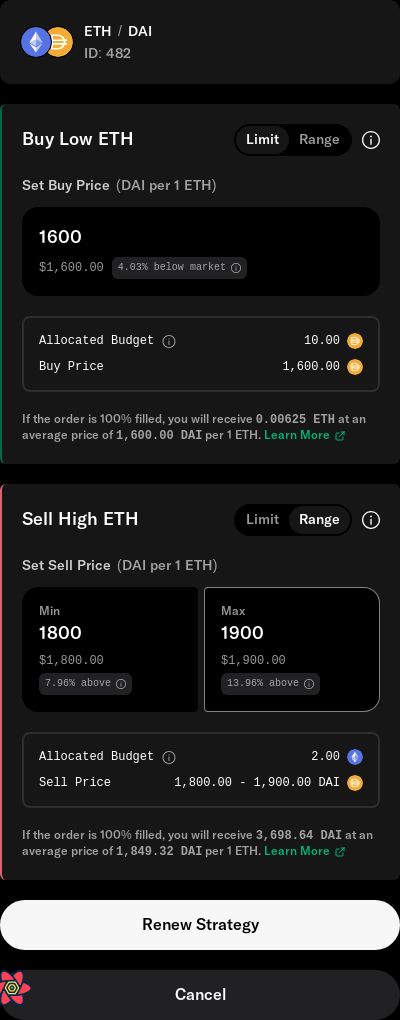 ETH / DAI
ID: 482
Buy Low ETH Limit Range
Set Buy Price (DAI per 1 ETH)
1600
$1,600.00 4.03% below market
Allocated Budget 10.00
Buy Price 1,600.00
If the order is 100% filled, you will receive 0.00625 ETH at an
average price of 1,600.00 DAI per 1 ETH. Learn More
Sell High ETH Limit Range
Set Sell Price (DAI per 1 ETH)
Min Max
1800 1900
$1,800.00 $1,900.00
7.96% above 13.96% above
Allocated Budget 2.00
Sell Price 1,800.00 - 1,900.00 DAI
If the order is 100% filled, you will receive 3,698.64 DAI at an
average price of 1,849.32 DAI per 1 ETH. Learn More
Renew Strategy
Cancel